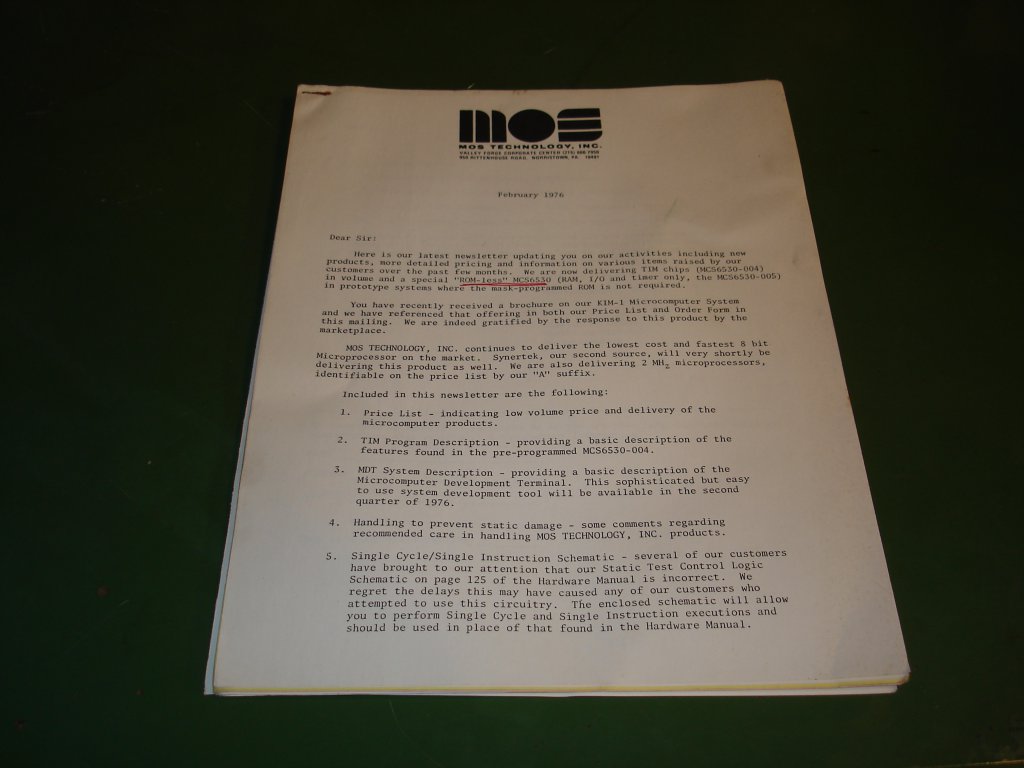 mos
MOS TECHNOLOGY, INC.
VALLEY FORGE CORPORATE CENTER (215) 666-7950
950 RITTENHOUSE ROAD, NORRISTOWN, PA. 19401
February 1976
Dear Sir:
Here is our latest newsletter updating you on our activities including new
products, more detailed pricing and information on various items raised by our
customers over the past few months. We are now delivering TIM chips (MCS6530-004)
in volume and a special "ROM-less" MCS6530 (RAM, I/O and timer only, the MCS6530-005)
in prototype systems where the mask-programmed ROM is not required.
You have recently received a brochure on our KIM-1 Microcomputer System
and we have referenced that offering in both our Price List and Order Form in
this mailing. We are indeed gratified by the response to this product by the
marketplace.
MOS TECHNOLOGY, INC. continues to deliver the lowest cost and fastest 8 bit
Microprocessor on the market. Synertek, our second source, will very shortly be
delivering this product as well. We are also delivering 2 MHz microprocessors,
identifiable on the price list by our "A" suffix.
Included in this newsletter are the following:
1. Price List - indicating low volume price and delivery of the
microcomputer products.
2. TIM Program Description - providing a basic description of the
features found in the pre-programmed MCS6530-004.
3. MDT System Description - providing a basic description of the
Microcomputer Development Terminal. This sophisticated but easy
to use system development tool will be available in the second
quarter of 1976.
4. Handling to prevent static damage - some comments regarding
recommended care in handling MOS TECHNOLOGY, INC. products.
5. Single Cycle/Single Instruction Schematic - several of our customers
have brought to our attention that our Static Test Control Logic
Schematic on page 125 of the Hardware Manual is incorrect. We
regret the delays this may have caused any of our customers who
attempted to use this circuitry. The enclosed schematic will allow
you to perform Single Cycle and Single Instruction executions and
should be used in place of that found in the Hardware Manual.